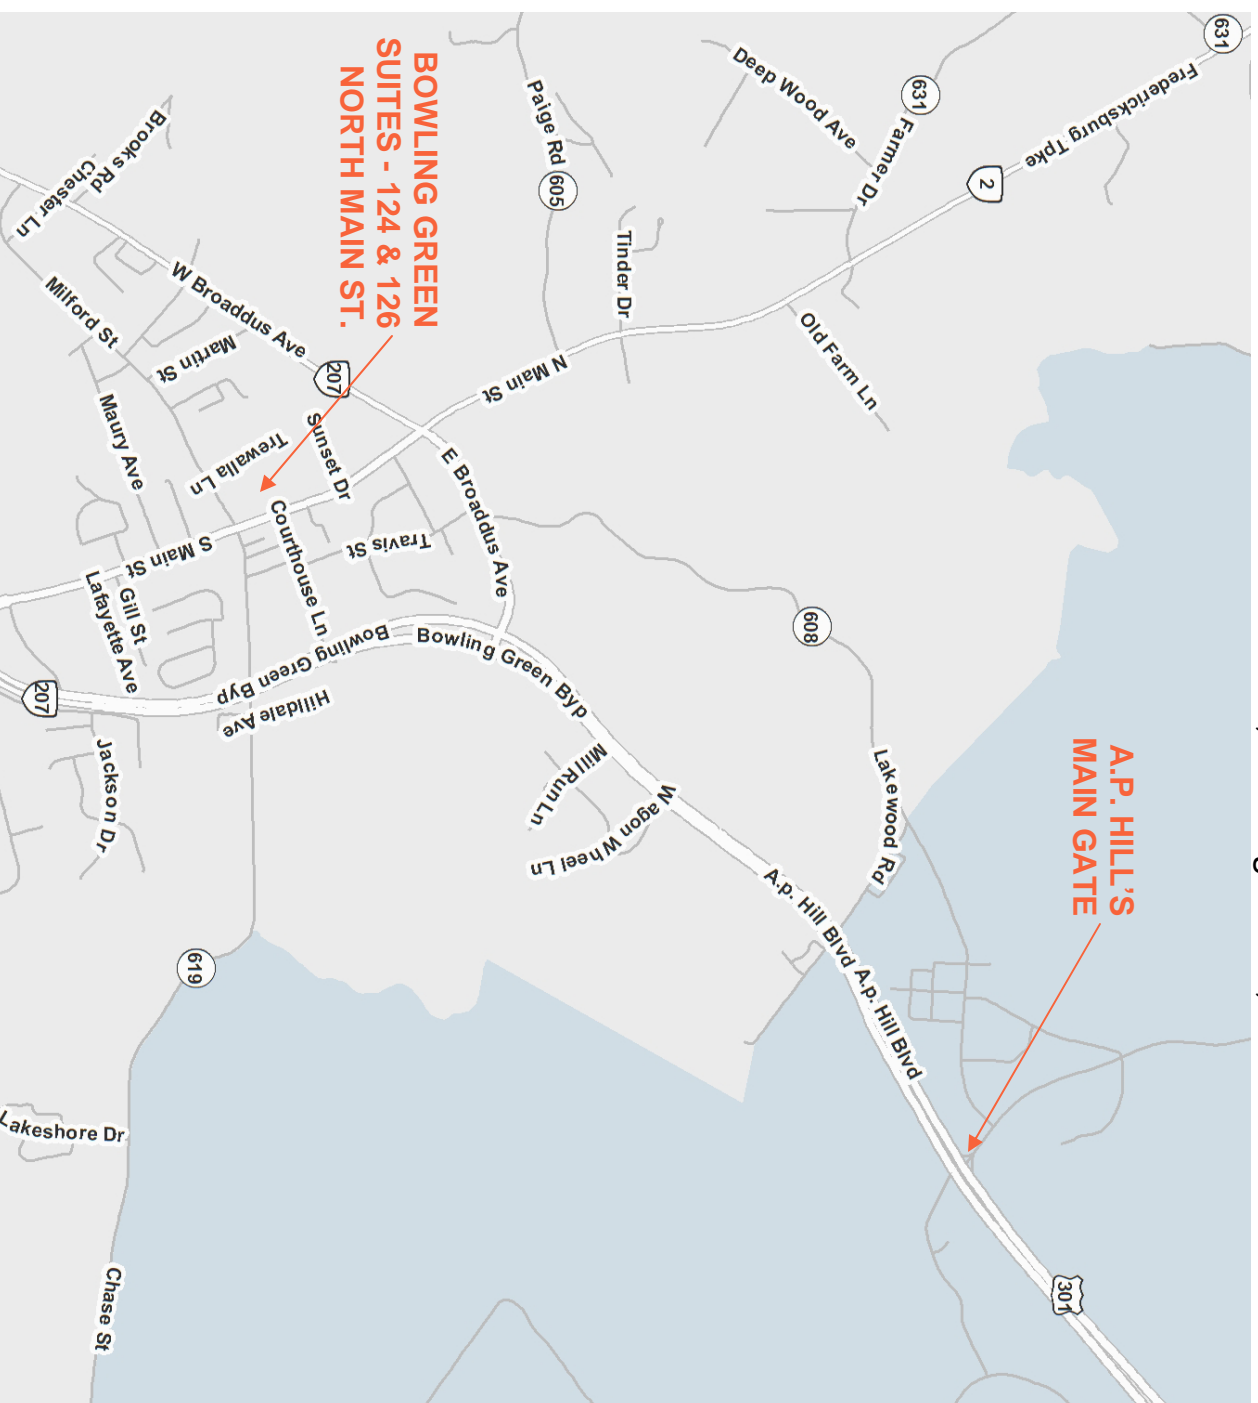 BOWLING GREEN
SUITES - 124 & 126
NORTH MAIN ST.
A.P. HILL'S
MAIN GATE
631
Fredericksburg Tpke
2
631
Farmer Dr
Deep Wood Ave
Paige Rd
605
Tinder Dr
Old Farm Ln
N Main St
Brooks Rd
Chester Ln
W Broaddus Ave
207
Milford St
Martin St
Maury Ave
Trewalla Ln
Sunset Dr
E Broaddus Ave
Courthouse Ln
Travis St
S Main St
Gill St
Lafayette Ave
Bowling Green Byp
Bowling Green Byp
Hilldale Ave
207
Jackson Dr
608
Lakewood Rd
Mill Run Ln
Wagon Wheel Ln
A.p. Hill Blvd
A.p. Hill Blvd
619
Lakeshore Dr
Chase St
301